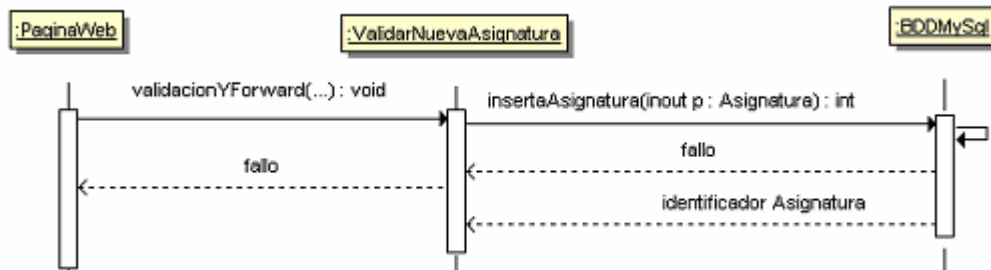 :PaginaWeb
:ValidarNuevaAsignatura
:BDDMySql
validacionYForward(...) : void
insertaAsignatura(inout p : Asignatura) : int
fallo
fallo
identificador Asignatura